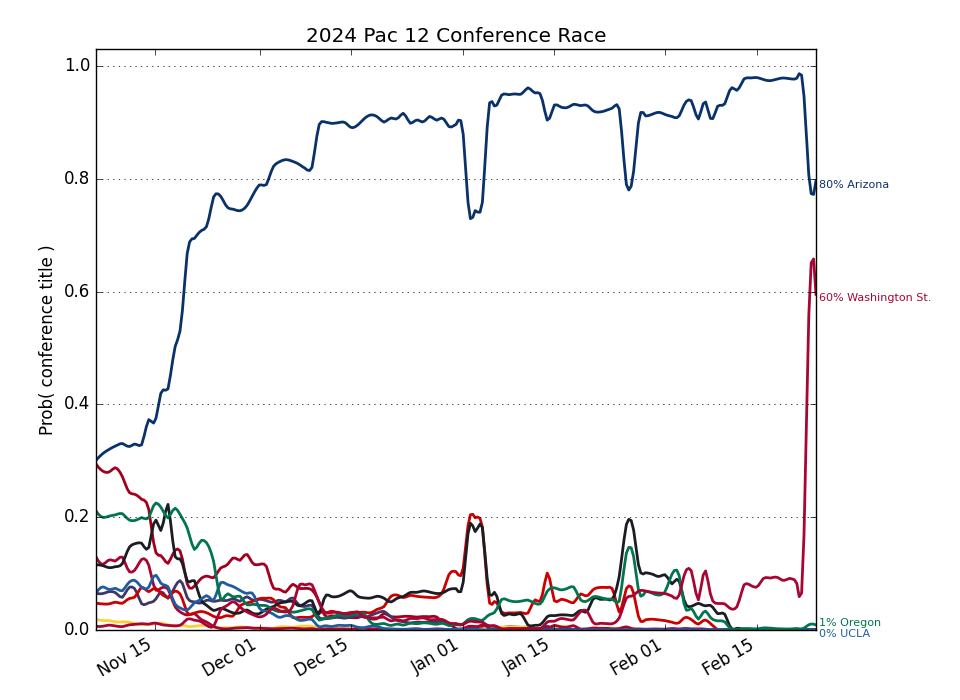 2024 Pac 12 Conference Race
Prob( conference title )
1.0
0.8
0.6
0.4
0.2
0.0
80% Arizona
60% Washington St.
1% Oregon
0% UCLA
Nov 15
Dec 01
Dec 15
Jan 01
Jan 15
Feb 01
Feb 15